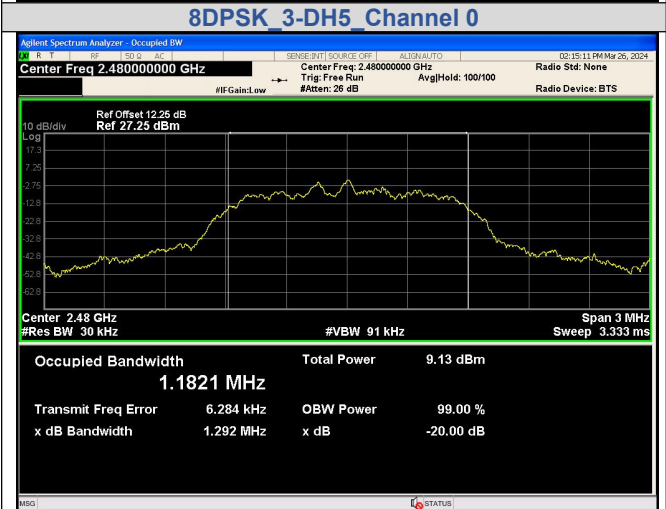 8DPSK_3-DH5_Channel 0
Agilent Spectrum Analyzer - Occupied BW
LXI R T RF 50 Ω AC SENSE:INT SOURCE OFF ALIGN AUTO 02:15:11 PM Mar 26, 2024
Center Freq 2.480000000 GHz Center Freq: 2.480000000 GHz Radio Std: None
Trig: Free Run Avg|Hold: 100/100
#IFGain:Low #Atten: 26 dB Radio Device: BTS
Ref Offset 12.25 dB
10 dB/div Ref 27.25 dBm
Log
17.3
7.25
-2.75
-12.8
-22.8
-32.8
-42.8
-52.8
-62.8
Center 2.48 GHz Span 3 MHz
#Res BW 30 kHz #VBW 91 kHz Sweep 3.333 ms
Occupied Bandwidth Total Power 9.13 dBm
1.1821 MHz
Transmit Freq Error 6.284 kHz OBW Power 99.00 %
x dB Bandwidth 1.292 MHz x dB -20.00 dB
MSG STATUS